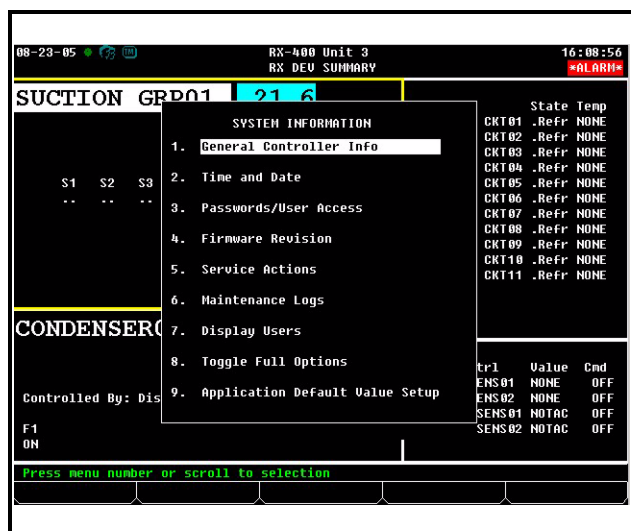 08-23-05 RX-400 Unit 3 16:08:56
RX DEV SUMMARY *ALARM*
SUCTION GRP01 21.6
SYSTEM INFORMATION
1. General Controller Info
2. Time and Date
3. Passwords/User Access
4. Firmware Revision
5. Service Actions
6. Maintenance Logs
7. Display Users
8. Toggle Full Options
9. Application Default Value Setup
S1 S2 S3
.. .. ..
State Temp
CKT01 .Refr NONE
CKT02 .Refr NONE
CKT03 .Refr NONE
CKT04 .Refr NONE
CKT05 .Refr NONE
CKT06 .Refr NONE
CKT07 .Refr NONE
CKT08 .Refr NONE
CKT09 .Refr NONE
CKT10 .Refr NONE
CKT11 .Refr NONE
CONDENSER
Controlled By: Dis
F1
ON
trl Value Cmd
ENS01 NONE OFF
ENS02 NONE OFF
SENS01 NOTAC OFF
SENS02 NOTAC OFF
Press menu number or scroll to selection